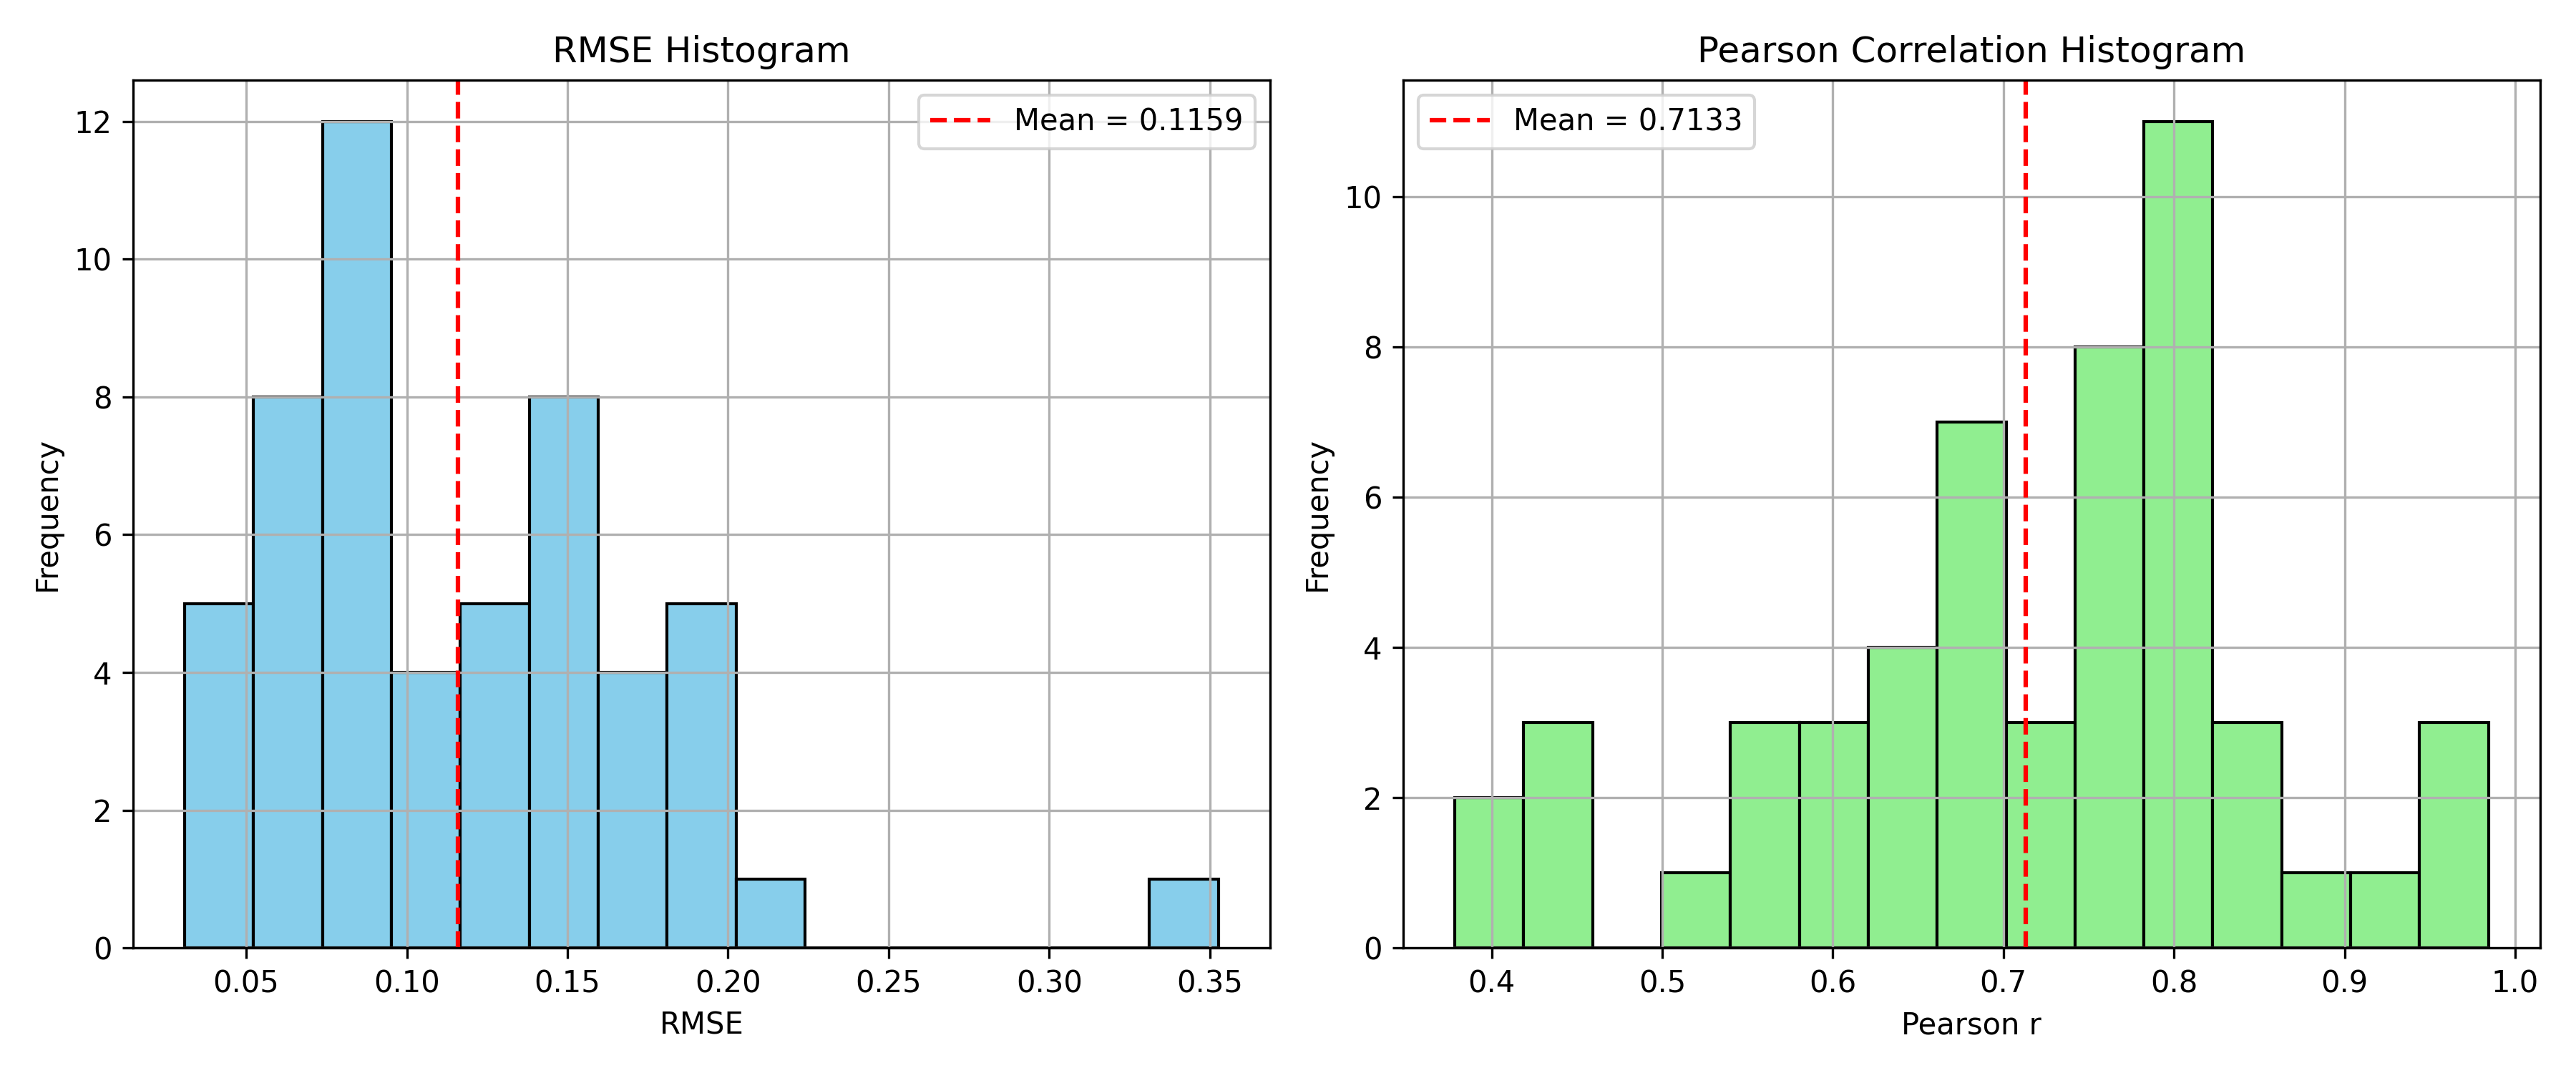 RMSE Histogram
Mean = 0.1159
Frequency
12
10
8
6
4
2
0
0.05 0.10 0.15 0.20 0.25 0.30 0.35
RMSE
Pearson Correlation Histogram
Mean = 0.7133
Frequency
10
8
6
4
2
0
0.4 0.5 0.6 0.7 0.8 0.9 1.0
Pearson r